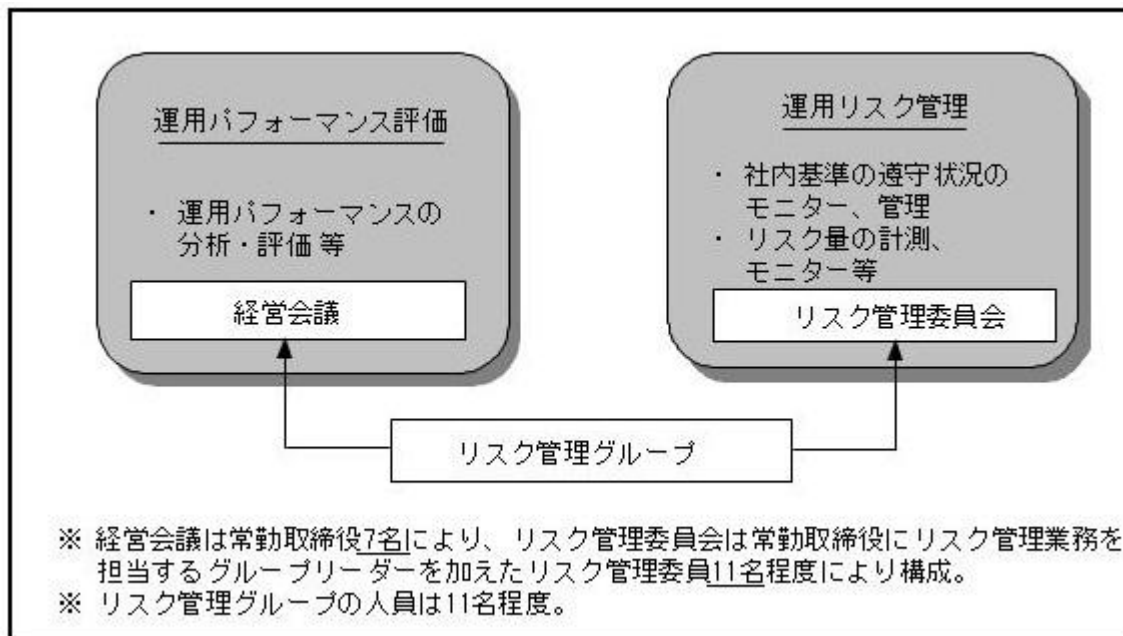 運用パフォーマンス評価
・ 運用パフォーマンスの
分析・評価 等
経営会議
運用リスク管理
・ 社内基準の遵守状況の
モニター、管理
・ リスク量の計測、
モニター等
リスク管理委員会
リスク管理グループ
※ 経営会議は常勤取締役7名により、リスク管理委員会は常勤取締役にリスク管理業務を
担当するグループリーダーを加えたリスク管理委員11名程度により構成。
※ リスク管理グループの人員は11名程度。